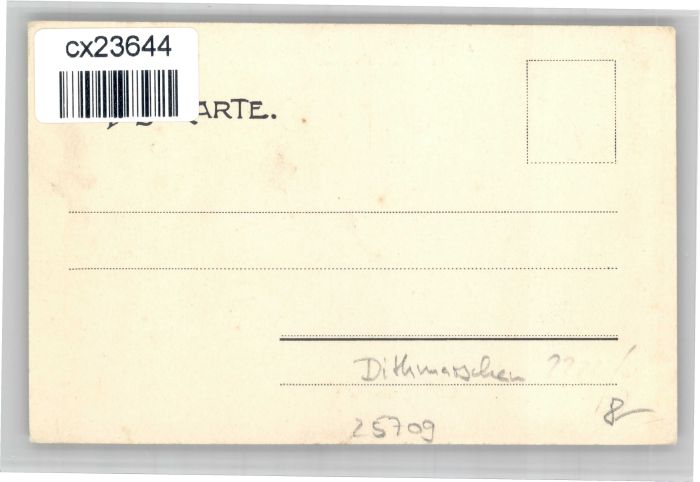 cx23644
ARTE.
Dithmarschen
25709
8-